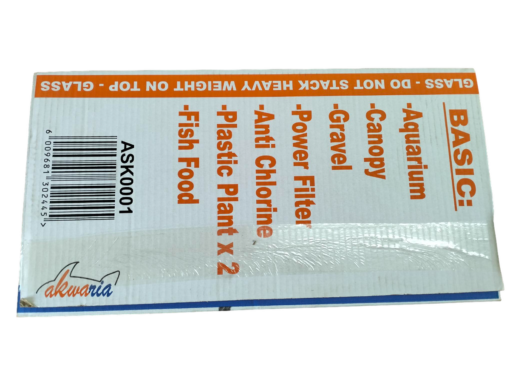 GLASS - DO NOT STACK HEAVY WEIGHT ON TOP - GLASS
BASIC:
-Aquarium
-Canopy
-Gravel
-Power Filter
-Anti Chlorine
-Plastic Plant x 2
-Fish Food
ASK0001
6 009681 302445 >
akwaria